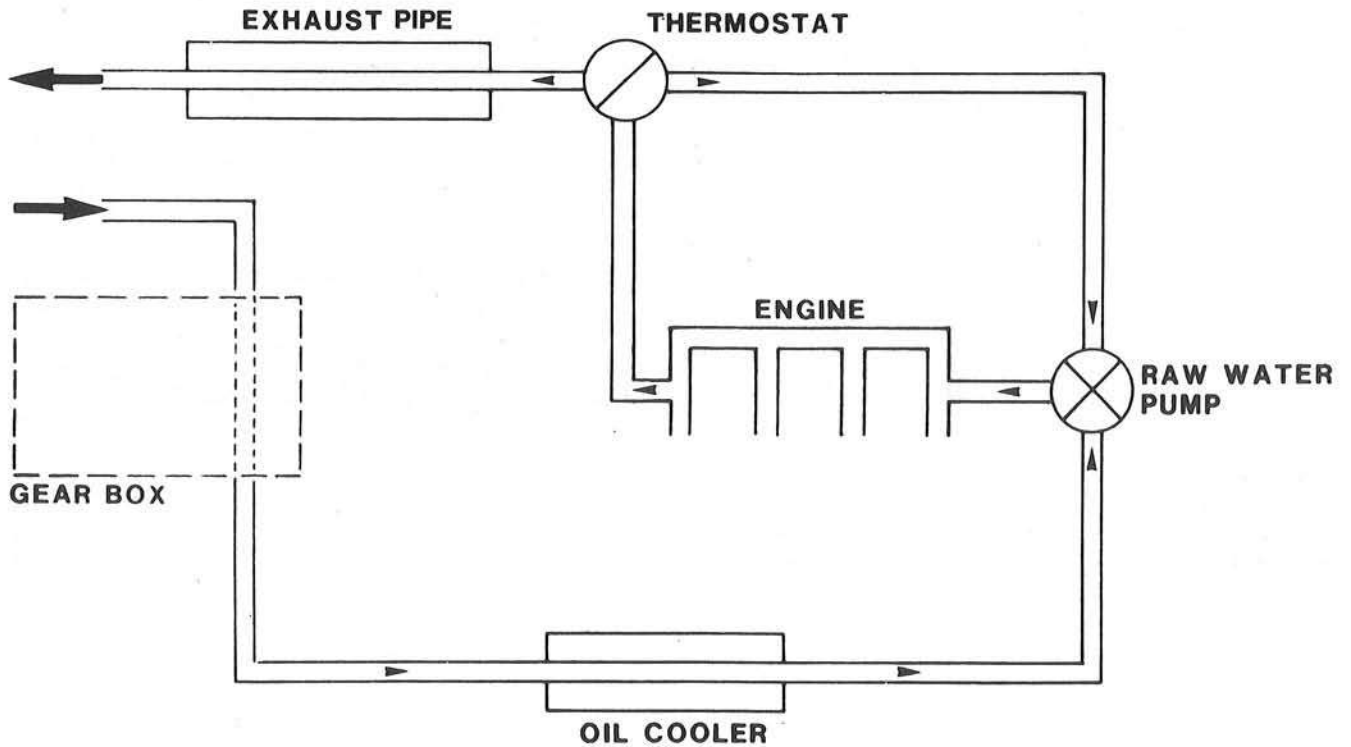 EXHAUST PIPE
THERMOSTAT
ENGINE
RAW WATER
PUMP
GEAR BOX
OIL COOLER